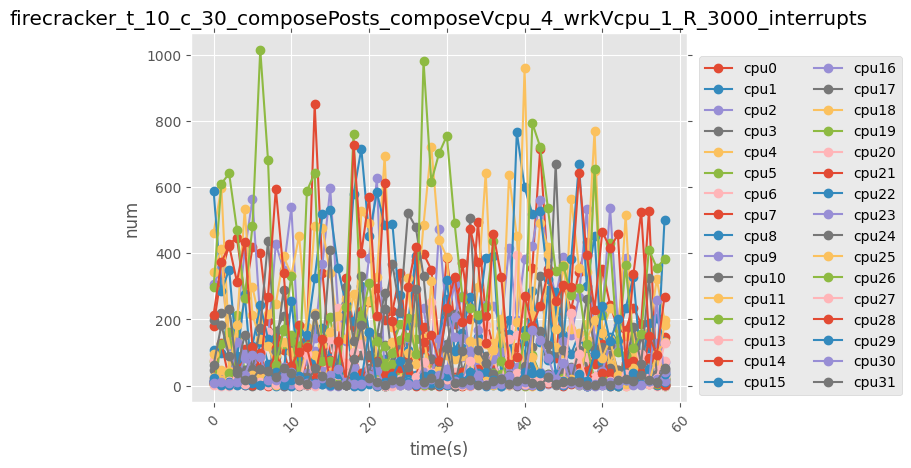 firecracker_t_10_c_30_composePosts_composeVcpu_4_wrkVcpu_1_R_3000_interrupts
1000
800
600
400
200
0
num
0
10
20
30
40
50
60
time(s)
cpu0
cpu1
cpu2
cpu3
cpu4
cpu5
cpu6
cpu7
cpu8
cpu9
cpu10
cpu11
cpu12
cpu13
cpu14
cpu15
cpu16
cpu17
cpu18
cpu19
cpu20
cpu21
cpu22
cpu23
cpu24
cpu25
cpu26
cpu27
cpu28
cpu29
cpu30
cpu31